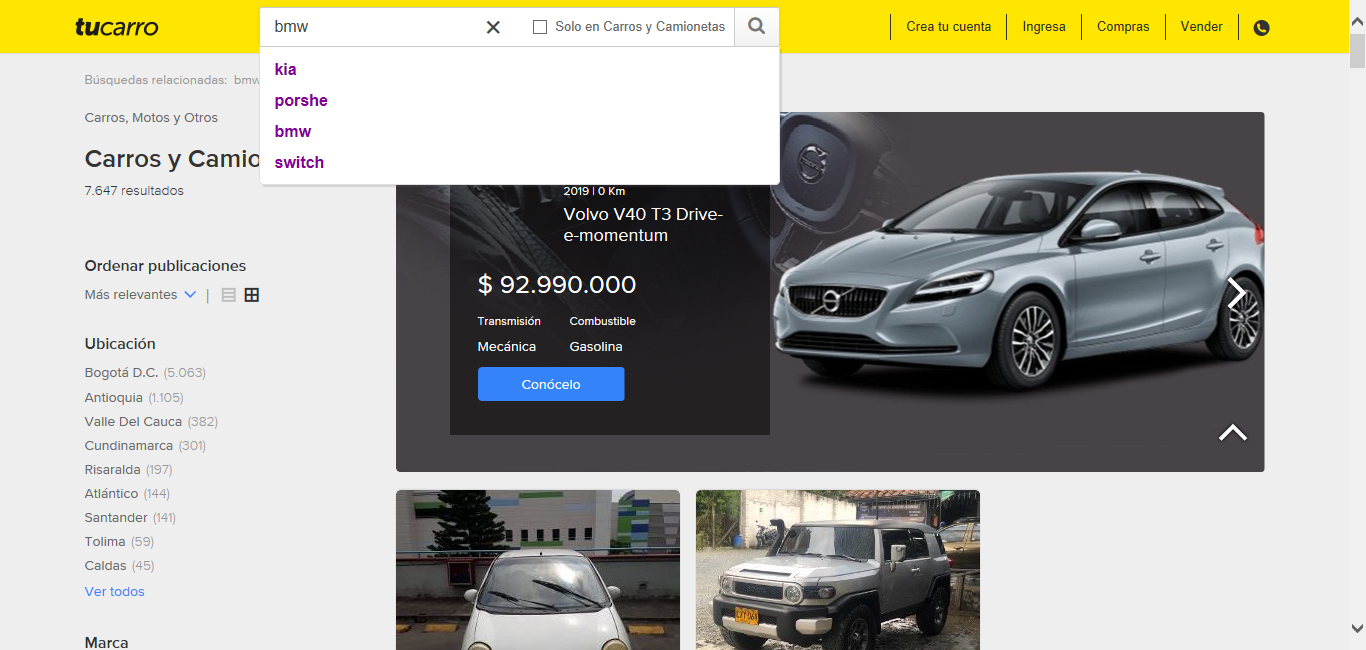 tucarro
bmw
Solo en Carros y Camionetas
Crea tu cuenta
Ingresa
Compras
Vender
kia
porshe
bmw
switch
Búsquedas relacionadas: bmw
Carros, Motos y Otros
Carros y Camio
7.647 resultados
Ordenar publicaciones
Más relevantes
Ubicación
Bogotá D.C. (5.063)
Antioquia (1.105)
Valle Del Cauca (382)
Cundinamarca (301)
Risaralda (197)
Atlántico (144)
Santander (141)
Tolima (59)
Caldas (45)
Ver todos
Marca
2019 | 0 Km
Volvo V40 T3 Drive-
e-momentum
$ 92.990.000
Transmisión Combustible
Mecánica Gasolina
Conócelo